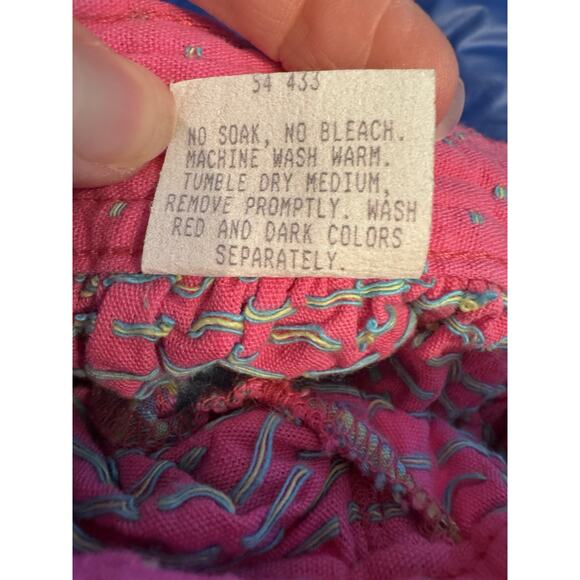 54 433
NO SOAK, NO BLEACH.
MACHINE WASH WARM.
TUMBLE DRY MEDIUM,
REMOVE PROMPTLY. WASH
RED AND DARK COLORS
SEPARATELY.